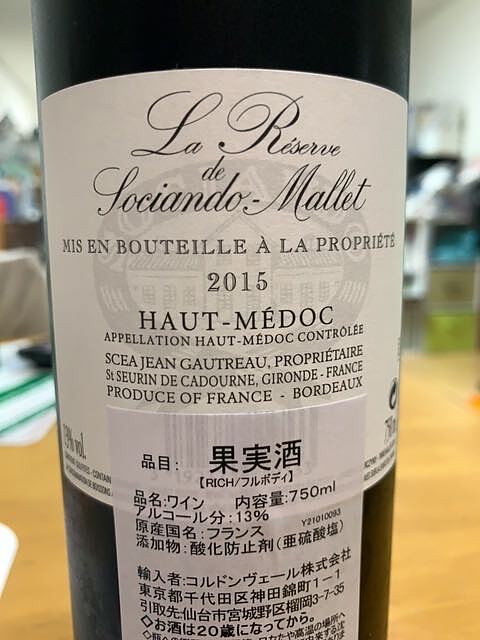 La Réserve
de
Sociando-Mallet
MIS EN BOUTEILLE À LA PROPRIÉTÉ
2015
HAUT-MÉDOC
APPELLATION HAUT-MÉDOC CONTRÔLÉE
SCEA JEAN GAUTREAU, PROPRIÉTAIRE
St SEURIN DE CADOURNE, GIRONDE - FRANCE
PRODUCE OF FRANCE - BORDEAUX
13% vol.
品目: 果実酒
【RICH/フルボディ】
品名:ワイン 内容量:750ml
アルコール分:13%
Y21010093
原産国名:フランス
添加物:酸化防止剤(亜硫酸塩)
輸入者:コルドンヴェール株式会社
東京都千代田区神田錦町1-1
引取先仙台市宮城野区榴岡3-7-35
◇お酒は20歳になってから。